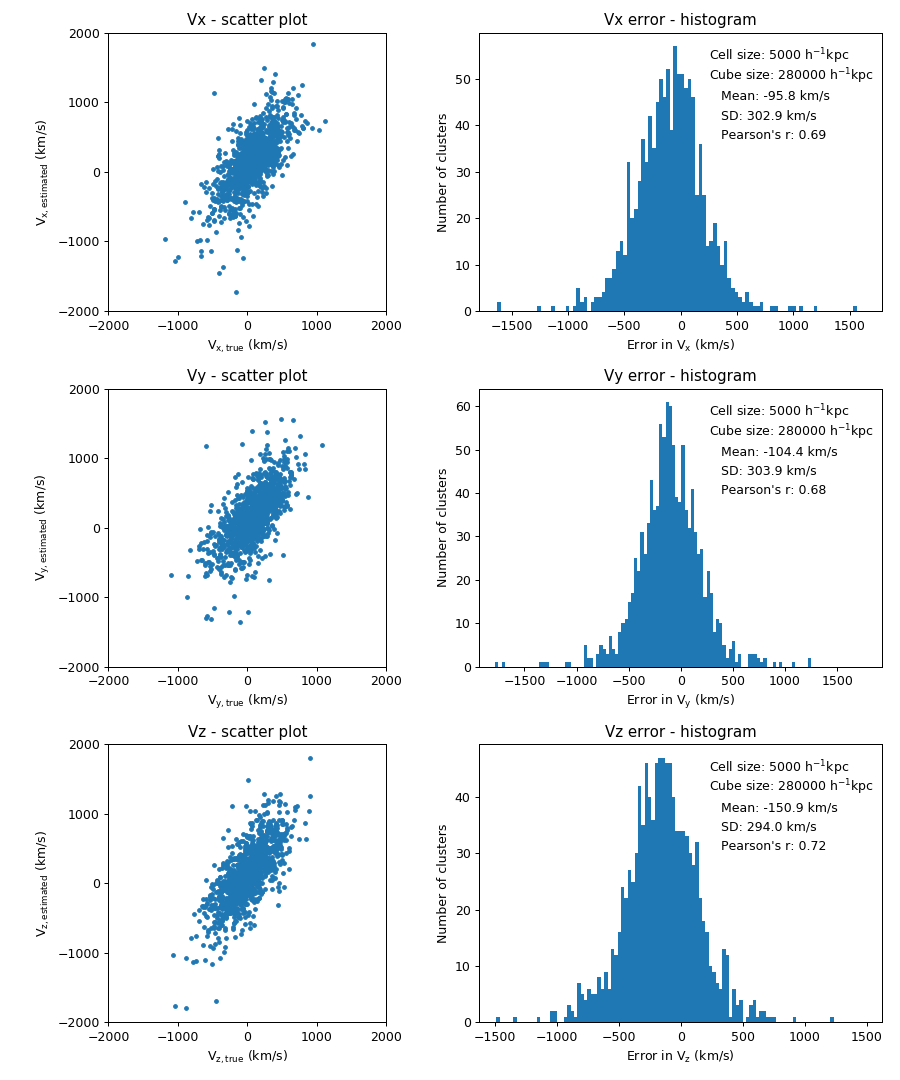 Vx - scatter plot
2000
1000
0
−1000
−2000
V_x, estimated (km/s)
−2000 −1000 0 1000 2000
V_x, true (km/s)
Vx error - histogram
Cell size: 5000 h⁻¹kpc
Cube size: 280000 h⁻¹kpc
Mean: -95.8 km/s
SD: 302.9 km/s
Pearson's r: 0.69
50
40
30
20
10
0
Number of clusters
−1500 −1000 −500 0 500 1000 1500
Error in V_x (km/s)
Vy - scatter plot
2000
1000
0
−1000
−2000
V_y, estimated (km/s)
−2000 −1000 0 1000 2000
V_y, true (km/s)
Vy error - histogram
Cell size: 5000 h⁻¹kpc
Cube size: 280000 h⁻¹kpc
Mean: -104.4 km/s
SD: 303.9 km/s
Pearson's r: 0.68
60
50
40
30
20
10
0
Number of clusters
−1500 −1000 −500 0 500 1000 1500
Error in V_y (km/s)
Vz - scatter plot
2000
1000
0
−1000
−2000
V_z, estimated (km/s)
−2000 −1000 0 1000 2000
V_z, true (km/s)
Vz error - histogram
Cell size: 5000 h⁻¹kpc
Cube size: 280000 h⁻¹kpc
Mean: -150.9 km/s
SD: 294.0 km/s
Pearson's r: 0.72
40
30
20
10
0
Number of clusters
−1500 −1000 −500 0 500 1000 1500
Error in V_z (km/s)